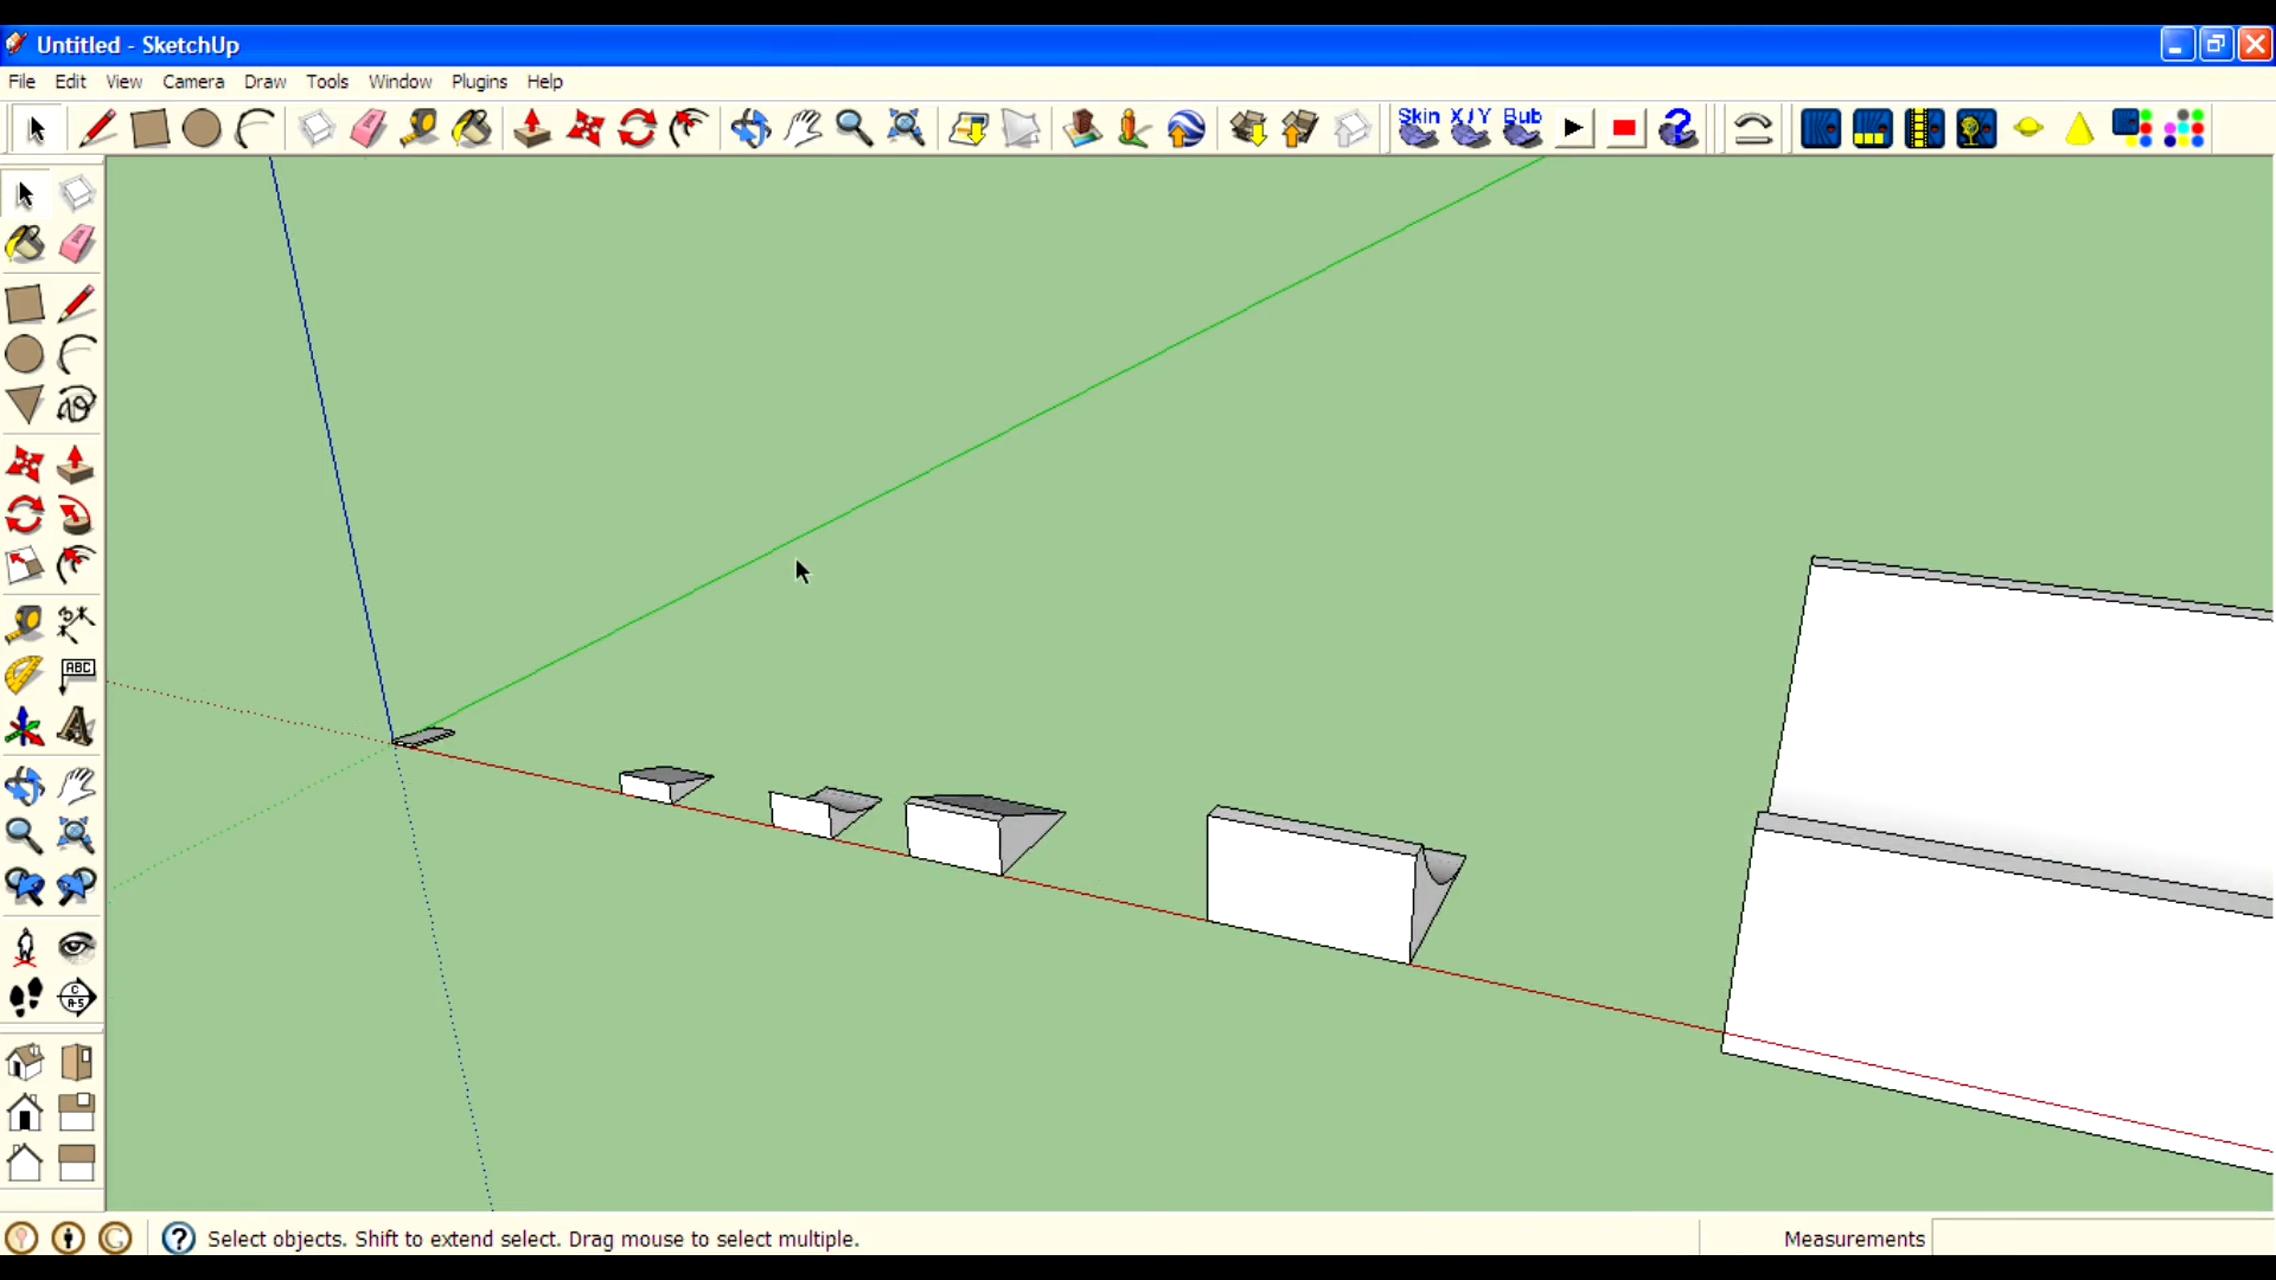 Untitled - SketchUp
File Edit View Camera Draw Tools Window Plugins Help
Skin X/Y Bub
ABC
C
A-5
Select objects. Shift to extend select. Drag mouse to select multiple.
Measurements